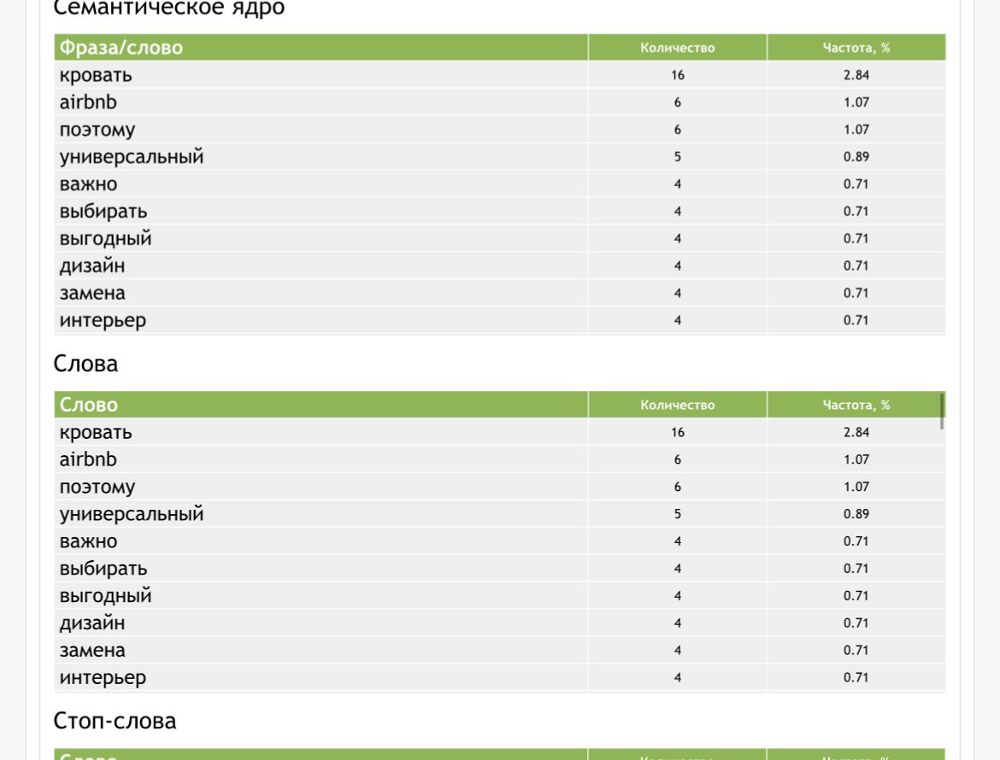 Семантическое ядро
Фраза/слово Количество Частота, %
кровать 16 2.84
airbnb 6 1.07
поэтому 6 1.07
универсальный 5 0.89
важно 4 0.71
выбирать 4 0.71
выгодный 4 0.71
дизайн 4 0.71
замена 4 0.71
интерьер 4 0.71
Слова
Слово Количество Частота, %
кровать 16 2.84
airbnb 6 1.07
поэтому 6 1.07
универсальный 5 0.89
важно 4 0.71
выбирать 4 0.71
выгодный 4 0.71
дизайн 4 0.71
замена 4 0.71
интерьер 4 0.71
Стоп-слова
Слово Количество Частота, %